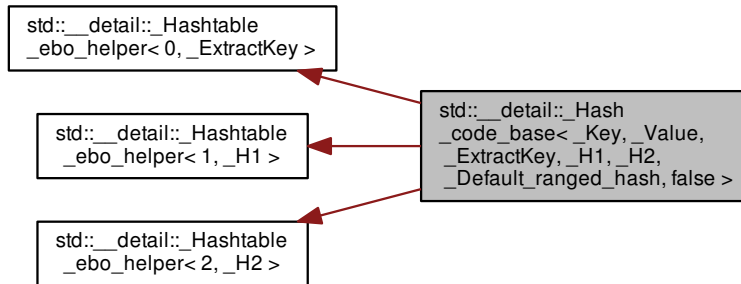 std::__detail::_Hashtable
_ebo_helper< 0, _ExtractKey >
std::__detail::_Hashtable
_ebo_helper< 1, _H1 >
std::__detail::_Hashtable
_ebo_helper< 2, _H2 >
std::__detail::_Hash
_code_base< _Key, _Value,
_ExtractKey, _H1, _H2,
_Default_ranged_hash, false >